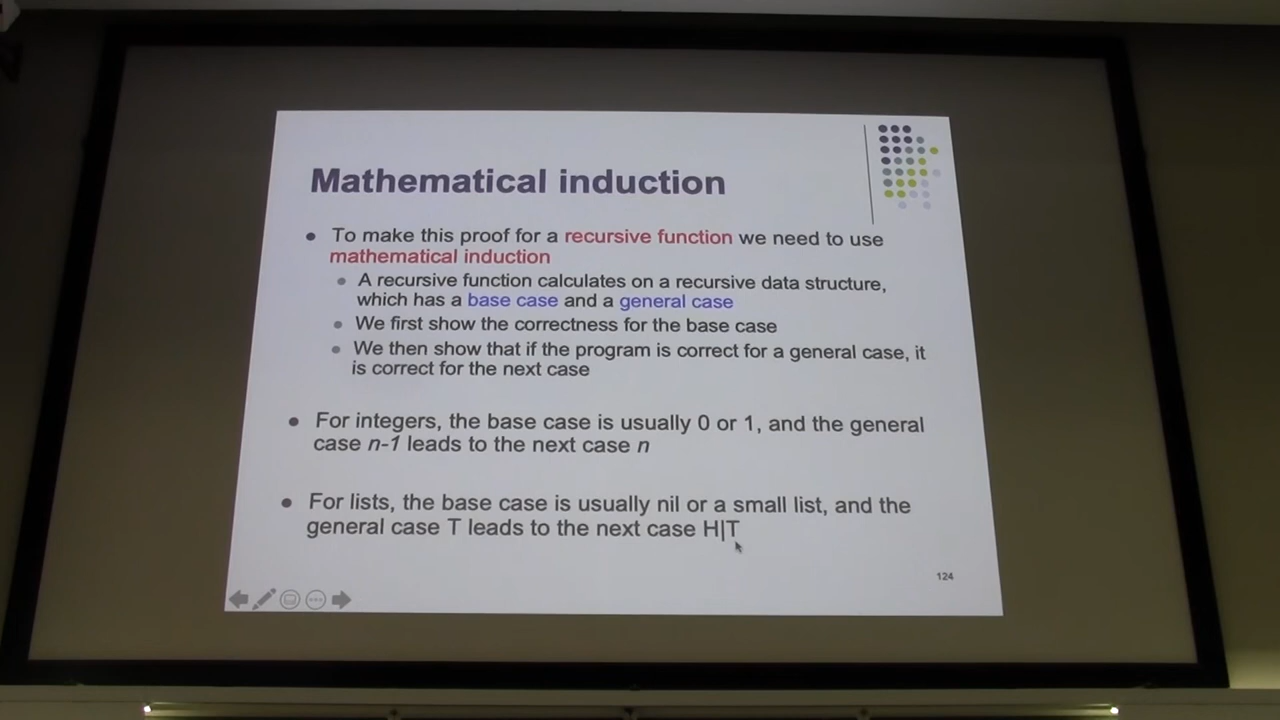 Mathematical induction
To make this proof for a recursive function we need to use
mathematical induction
A recursive function calculates on a recursive data structure,
which has a base case and a general case
We first show the correctness for the base case
We then show that if the program is correct for a general case, it
is correct for the next case
For integers, the base case is usually 0 or 1, and the general
case n-1 leads to the next case n
For lists, the base case is usually nil or a small list, and the
general case T leads to the next case H|T
124